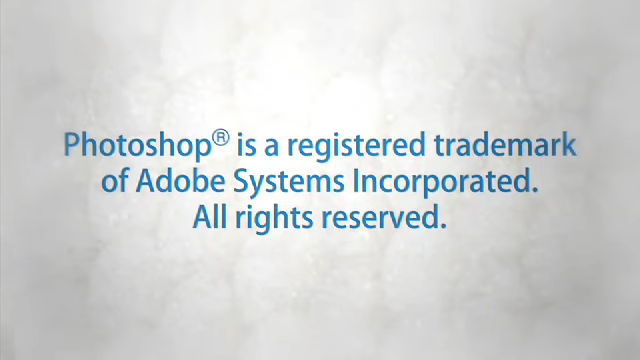 Photoshop® is a registered trademark
of Adobe Systems Incorporated.
All rights reserved.